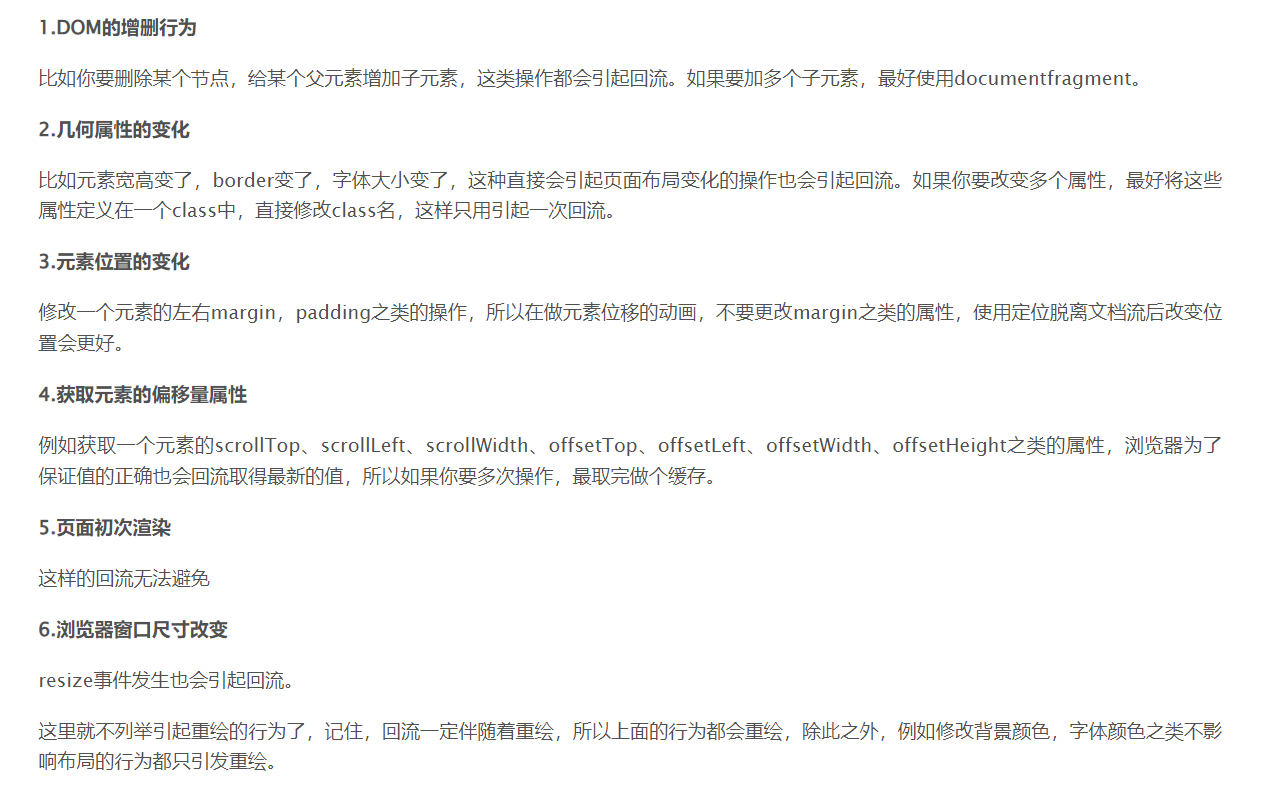 1.DOM的增删行为
比如你要删除某个节点，给某个父元素增加子元素，这类操作都会引起回流。如果要加多个子元素，最好使用documentfragment。
2.几何属性的变化
比如元素宽高变了，border变了，字体大小变了，这种直接会引起页面布局变化的操作也会引起回流。如果你要改变多个属性，最好将这些
属性定义在一个class中，直接修改class名，这样只用引起一次回流。
3.元素位置的变化
修改一个元素的左右margin，padding之类的操作，所以在做元素位移的动画，不要更改margin之类的属性，使用定位脱离文档流后改变位
置会更好。
4.获取元素的偏移量属性
例如获取一个元素的scrollTop、scrollLeft、scrollWidth、offsetTop、offsetLeft、offsetWidth、offsetHeight之类的属性，浏览器为了
保证值的正确也会回流取得最新的值，所以如果你要多次操作，最取完做个缓存。
5.页面初次渲染
这样的回流无法避免
6.浏览器窗口尺寸改变
resize事件发生也会引起回流。
这里就不列举引起重绘的行为了，记住，回流一定伴随着重绘，所以上面的行为都会重绘，除此之外，例如修改背景颜色，字体颜色之类不影
响布局的行为都只引发重绘。